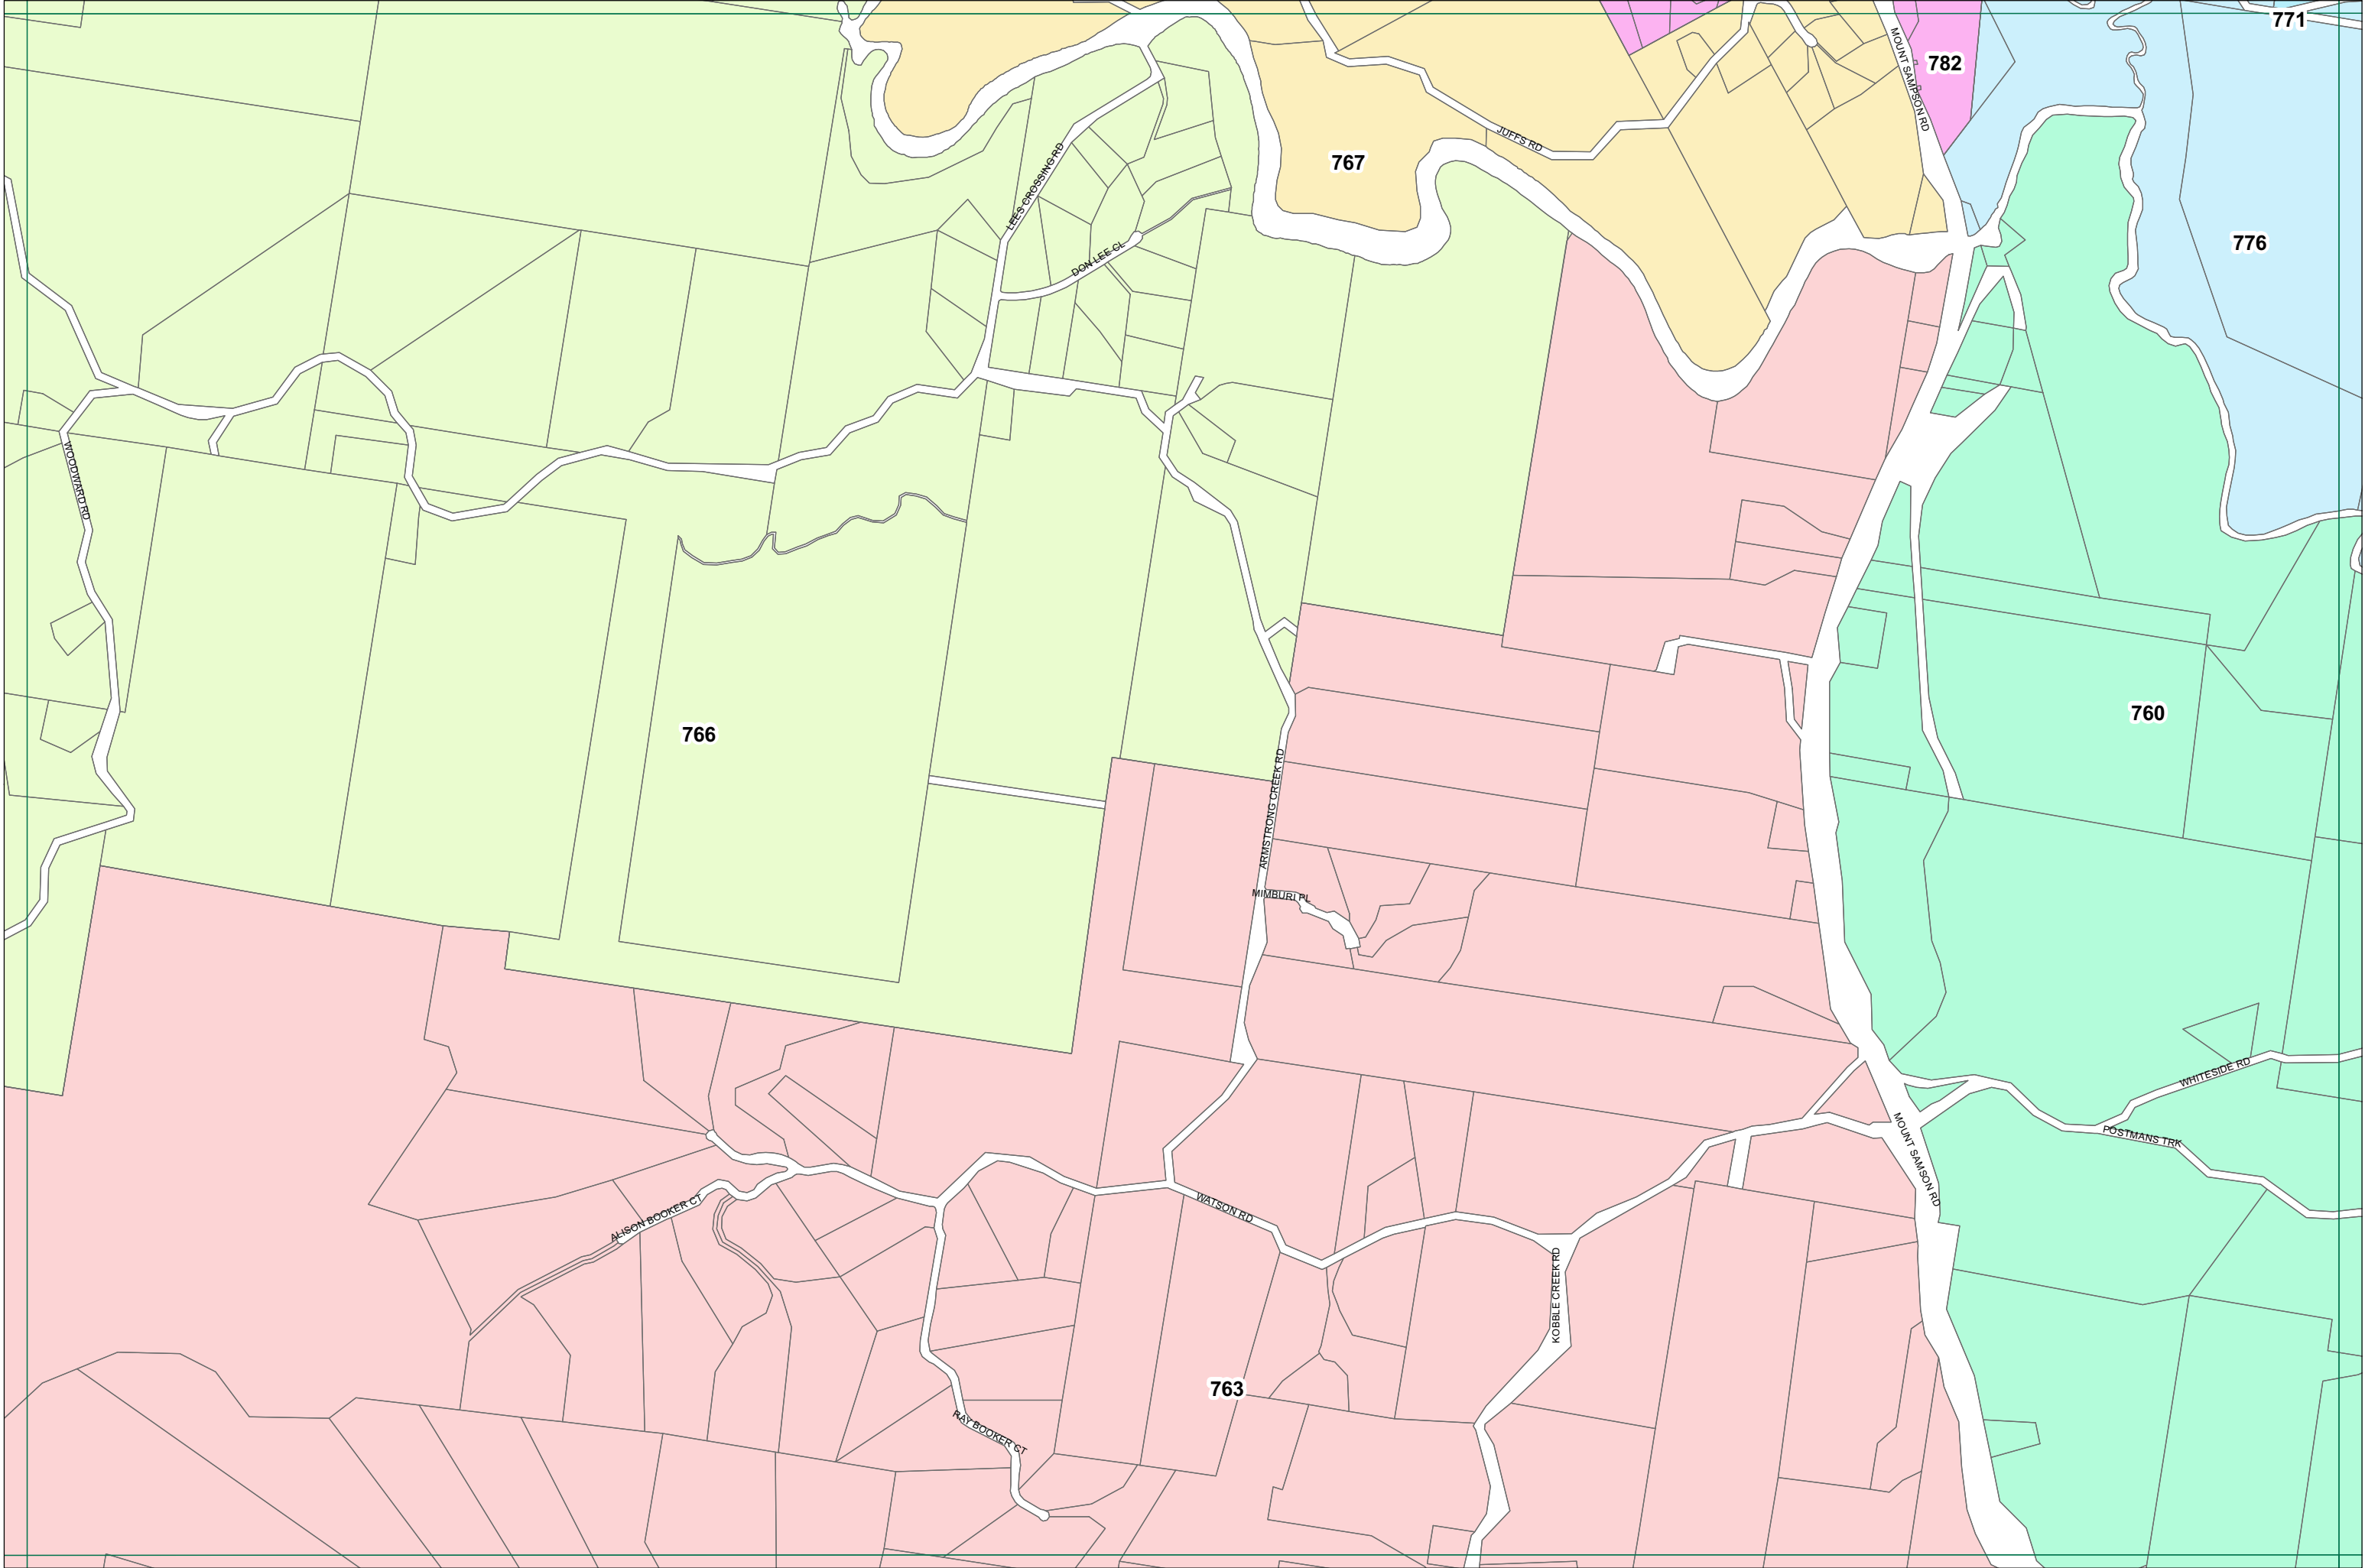 771
782
MOUNT SAMPSON RD
JUFFS RD
767
LEES CROSSING RD
776
DON LEE CL
WOODWARD RD
760
766
ARMSTRONG CREEK RD
MIMBURI PL
WHITESIDE RD
POSTMANS TRK
MOUNT SAMSON RD
WATSON RD
ALISON BOOKER CT
KOBBLE CREEK RD
763
RAY BOOKER CT